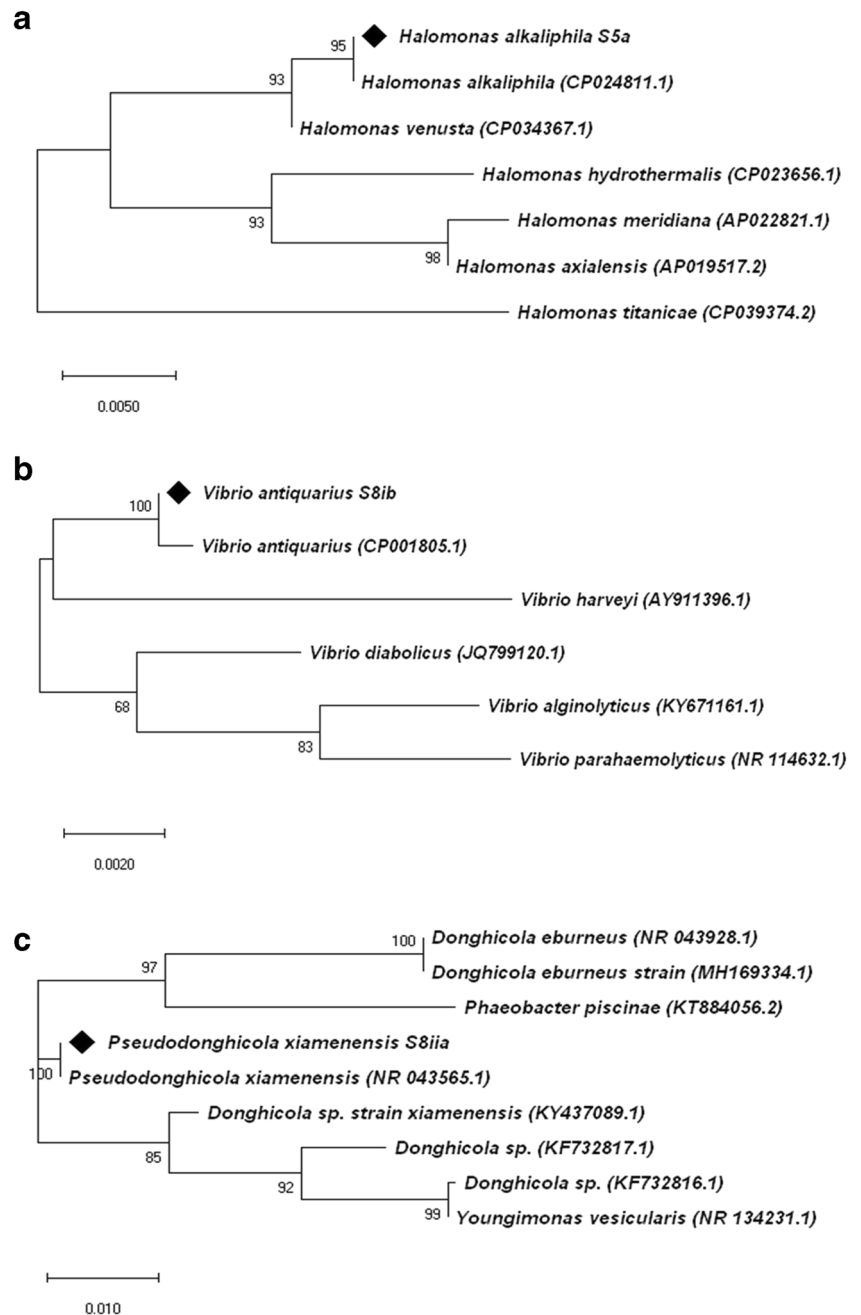 a
95
Halomonas alkaliphila S5a
Halomonas alkaliphila (CP024811.1)
93
Halomonas venusta (CP034367.1)
Halomonas hydrothermalis (CP023656.1)
93
Halomonas meridiana (AP022821.1)
98
Halomonas axialensis (AP019517.2)
Halomonas titanicae (CP039374.2)
0.0050
b
100
Vibrio antiquarius S8ib
Vibrio antiquarius (CP001805.1)
Vibrio harveyi (AY911396.1)
Vibrio diabolicus (JQ799120.1)
68
Vibrio alginolyticus (KY671161.1)
83
Vibrio parahaemolyticus (NR 114632.1)
0.0020
c
100
Donghicola eburneus (NR 043928.1)
97
Donghicola eburneus strain (MH169334.1)
Phaeobacter piscinae (KT884056.2)
Pseudodonghicola xiamenensis S8iia
100
Pseudodonghicola xiamenensis (NR 043565.1)
Donghicola sp. strain xiamenensis (KY437089.1)
85
Donghicola sp. (KF732817.1)
92
Donghicola sp. (KF732816.1)
99
Youngimonas vesicularis (NR 134231.1)
0.010